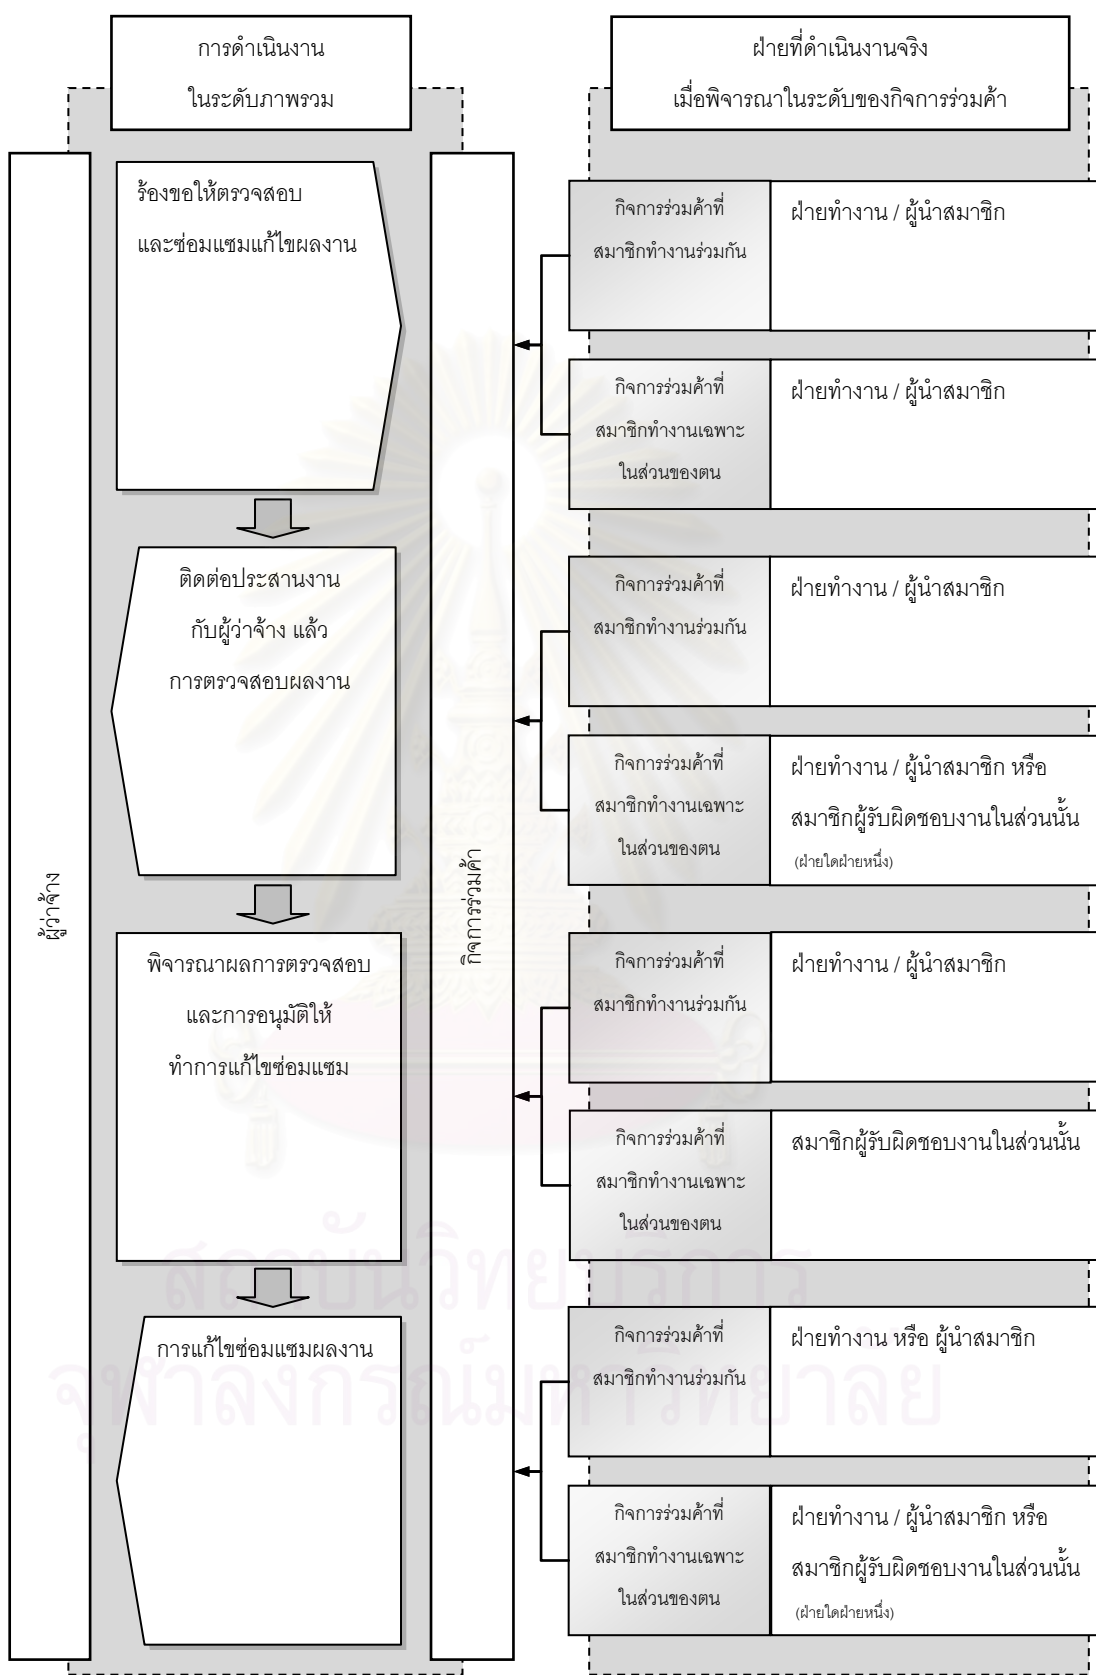 การดำเนินงาน
ในระดับภาพรวม
ฝ่ายที่ดำเนินงานจริง
เมื่อพิจารณาในระดับของกิจการร่วมค้า
ผู้ว่าจ้าง
กิจการร่วมค้า
ร้องขอให้ตรวจสอบ
และซ่อมแซมแก้ไขผลงาน
กิจการร่วมค้าที่
สมาชิกทำงานร่วมกัน
ฝ่ายทำงาน / ผู้นำสมาชิก
กิจการร่วมค้าที่
สมาชิกทำงานเฉพาะ
ในส่วนของตน
ฝ่ายทำงาน / ผู้นำสมาชิก
ติดต่อประสานงาน
กับผู้ว่าจ้าง แล้ว
การตรวจสอบผลงาน
กิจการร่วมค้าที่
สมาชิกทำงานร่วมกัน
ฝ่ายทำงาน / ผู้นำสมาชิก
กิจการร่วมค้าที่
สมาชิกทำงานเฉพาะ
ในส่วนของตน
ฝ่ายทำงาน / ผู้นำสมาชิก หรือ
สมาชิกผู้รับผิดชอบงานในส่วนนั้น
(ฝ่ายใดฝ่ายหนึ่ง)
พิจารณาผลการตรวจสอบ
และการอนุมัติให้
ทำการแก้ไขซ่อมแซม
กิจการร่วมค้าที่
สมาชิกทำงานร่วมกัน
ฝ่ายทำงาน / ผู้นำสมาชิก
กิจการร่วมค้าที่
สมาชิกทำงานเฉพาะ
ในส่วนของตน
สมาชิกผู้รับผิดชอบงานในส่วนนั้น
การแก้ไขซ่อมแซมผลงาน
กิจการร่วมค้าที่
สมาชิกทำงานร่วมกัน
ฝ่ายทำงาน หรือ ผู้นำสมาชิก
กิจการร่วมค้าที่
สมาชิกทำงานเฉพาะ
ในส่วนของตน
ฝ่ายทำงาน / ผู้นำสมาชิก หรือ
สมาชิกผู้รับผิดชอบงานในส่วนนั้น
(ฝ่ายใดฝ่ายหนึ่ง)
สถาบันวิทยบริการ
จุฬาลงกรณ์มหาวิทยาลัย